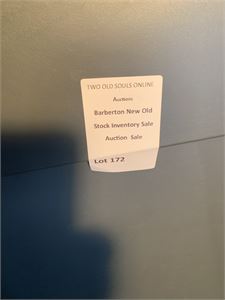 TWO OLD SOULS ONLINE
Auctions
Barberton New Old
Stock Inventory Sale
Auction Sale
Lot 172